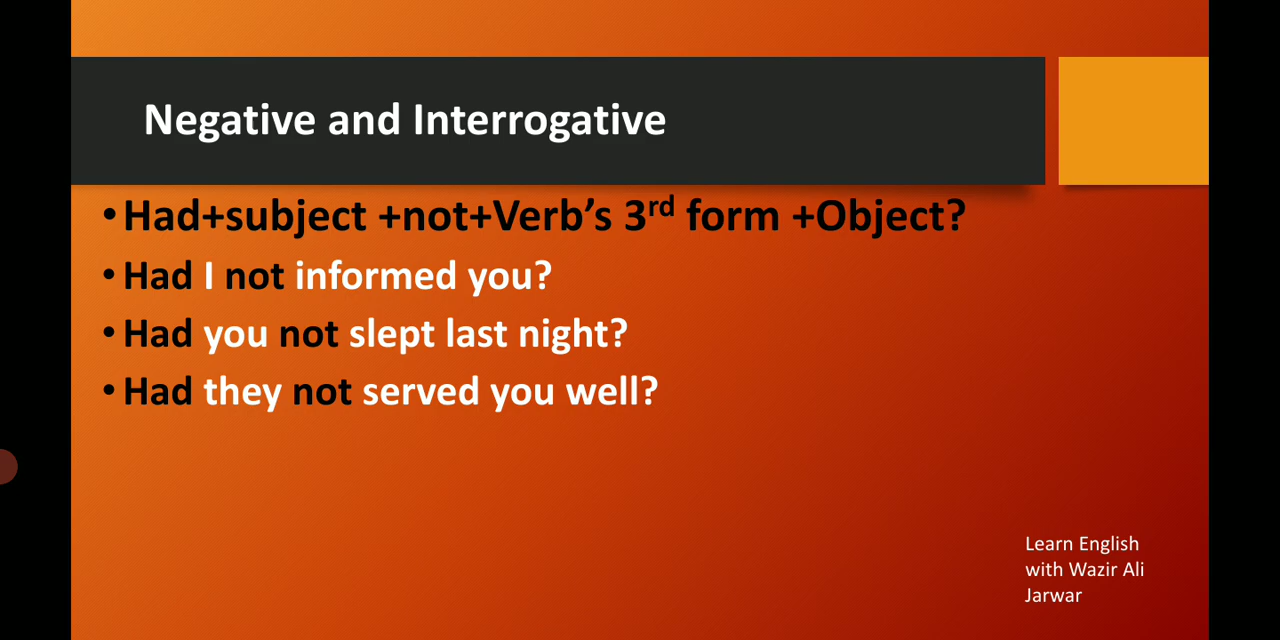 Negative and Interrogative
•Had+subject +not+Verb’s 3rd form +Object?
•Had I not informed you?
•Had you not slept last night?
•Had they not served you well?
Learn English
with Wazir Ali
Jarwar